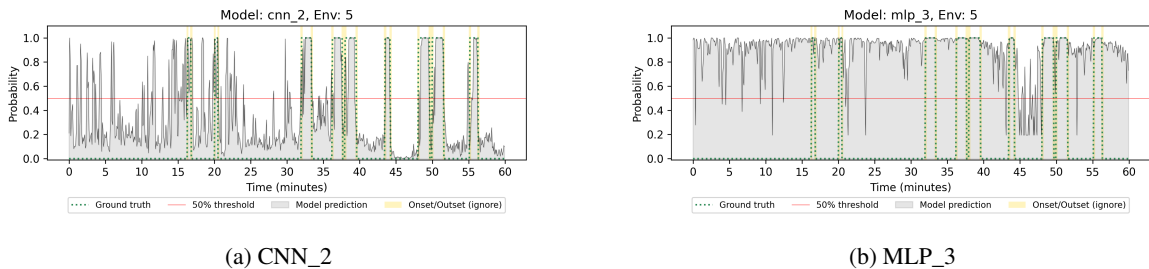 Model: cnn_2, Env: 5
Probability
1.0
0.8
0.6
0.4
0.2
0.0
0 5 10 15 20 25 30 35 40 45 50 55 60
Time (minutes)
Ground truth 50% threshold Model prediction Onset/Outset (ignore)
(a) CNN_2
Model: mlp_3, Env: 5
Probability
1.0
0.8
0.6
0.4
0.2
0.0
0 5 10 15 20 25 30 35 40 45 50 55 60
Time (minutes)
Ground truth 50% threshold Model prediction Onset/Outset (ignore)
(b) MLP_3